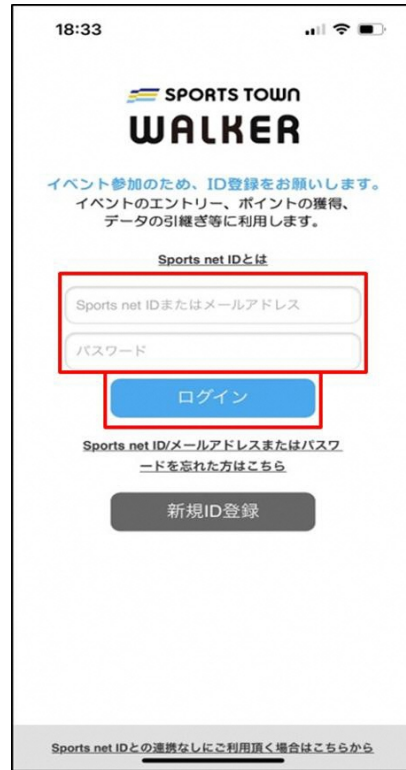 18:33
SPORTS TOWN
WALKER
イベント参加のため、ID登録をお願いします。
イベントのエントリー、ポイントの獲得、
データの引継ぎ等に利用します。
Sports net IDとは
Sports net IDまたはメールアドレス
パスワード
ログイン
Sports net ID/メールアドレスまたはパスワ
ードを忘れた方はこちら
新規ID登録
Sports net IDとの連携なしにご利用頂く場合はこちらから